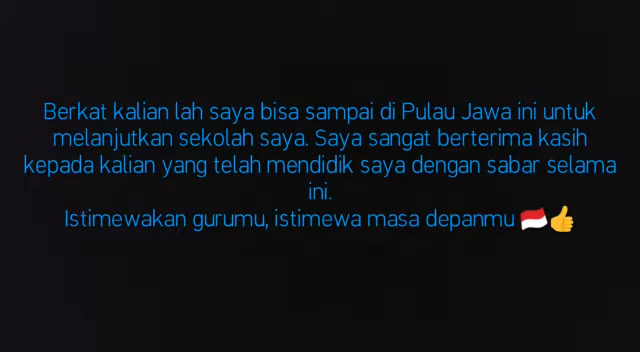 Berkat kalian lah saya bisa sampai di Pulau Jawa ini untuk
melanjutkan sekolah saya. Saya sangat berterima kasih
kepada kalian yang telah mendidik saya dengan sabar selama
ini.
Istimewakan gurumu, istimewa masa depanmu 🇮🇩👍